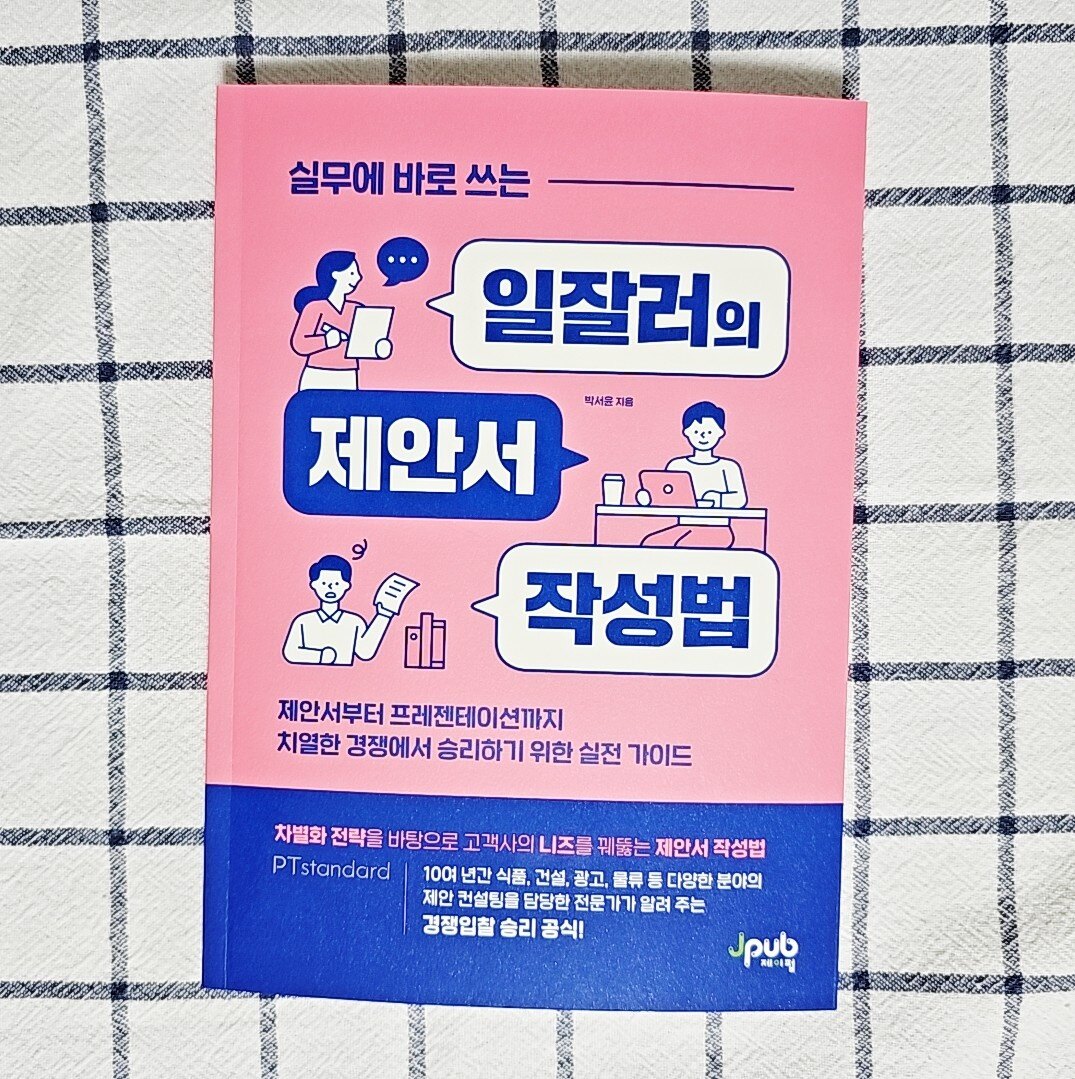 실무에 바로 쓰는
일잘러의
박서윤 지음
제안서
작성법
제안서부터 프레젠테이션까지
치열한 경쟁에서 승리하기 위한 실전 가이드
차별화 전략을 바탕으로 고객사의 니즈를 꿰뚫는 제안서 작성법
PTstandard
10여 년간 식품, 건설, 광고, 물류 등 다양한 분야의
제안 컨설팅을 담당한 전문가가 알려 주는
경쟁입찰 승리 공식!
Jpub
제이펍